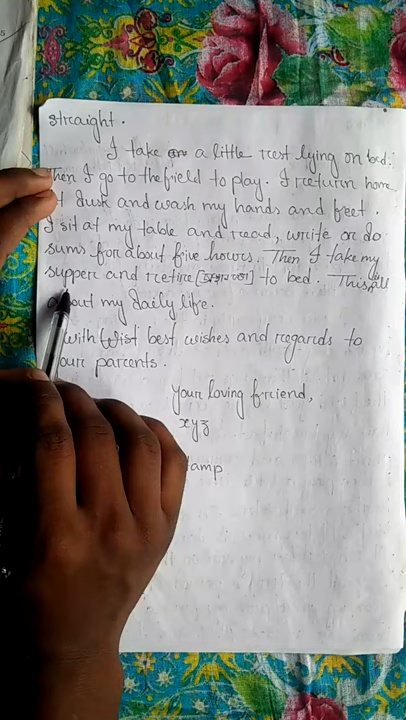 straight.
I take a little rest lying on bed.
Then I go to the field to play. I return home
at dusk and wash my hands and feet.
I sit at my table and read, write or do
sums for about five hours. Then I take my
supper and retire to bed. This all
about my daily life.
with best wishes and regards to
our parents.
Your loving friend,
xyz
tamp